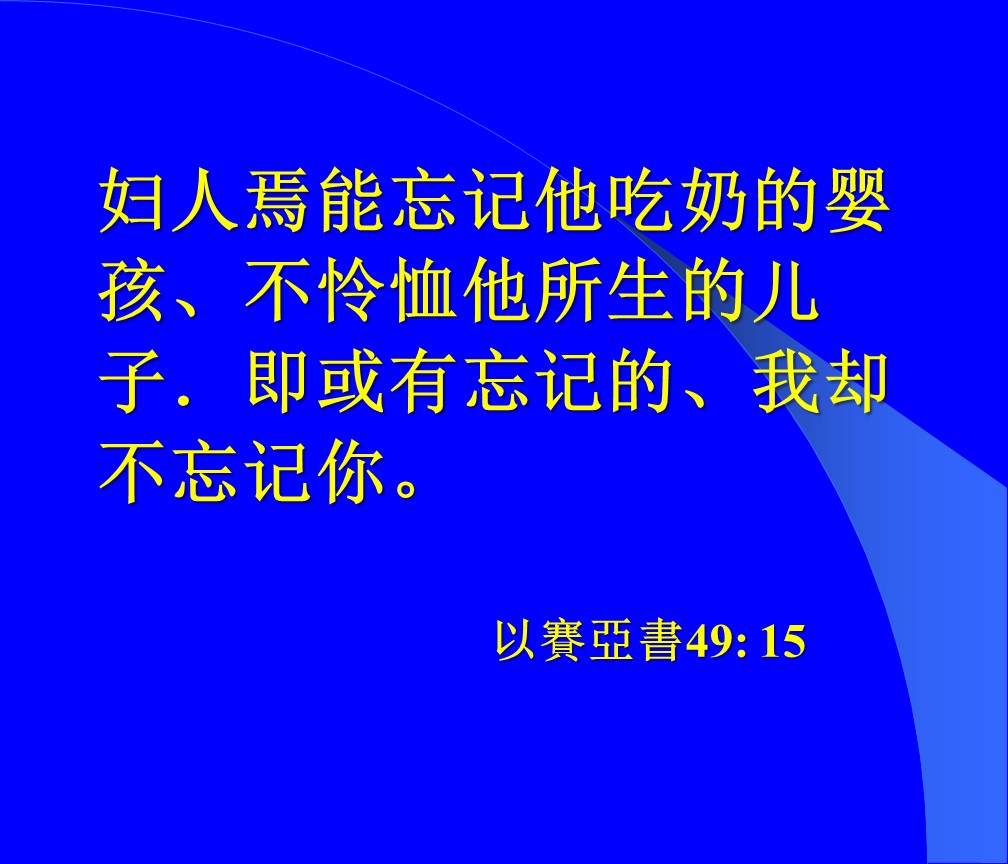 妇人焉能忘记他吃奶的婴
孩、不怜恤他所生的儿
子．即或有忘记的、我却
不忘记你。
以賽亞書49: 15